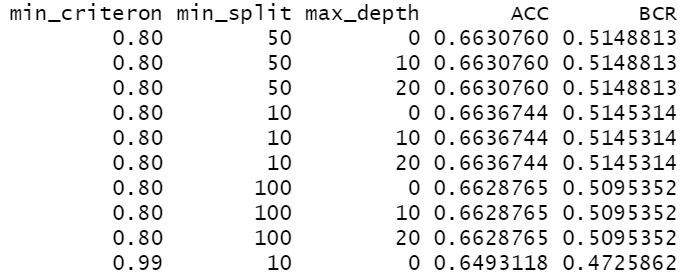 min_criteron min_split max_depth ACC BCR
0.80 50 0 0.6630760 0.5148813
0.80 50 10 0.6630760 0.5148813
0.80 50 20 0.6630760 0.5148813
0.80 10 0 0.6636744 0.5145314
0.80 10 10 0.6636744 0.5145314
0.80 10 20 0.6636744 0.5145314
0.80 100 0 0.6628765 0.5095352
0.80 100 10 0.6628765 0.5095352
0.80 100 20 0.6628765 0.5095352
0.99 10 0 0.6493118 0.4725862